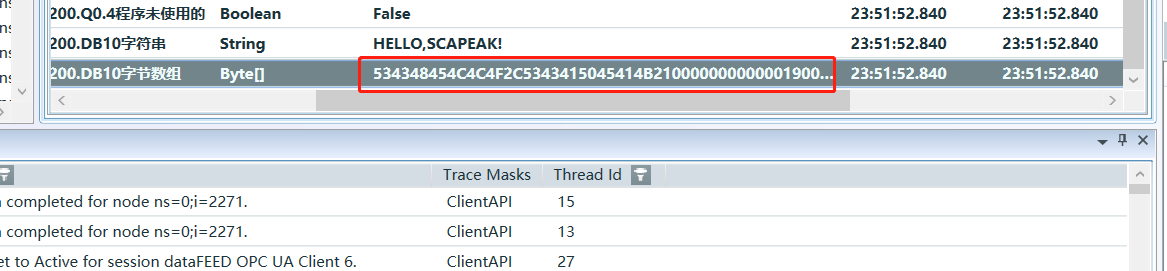 200.Q0.4程序未使用的 Boolean False 23:51:52.840 23:51:52.840
200.DB10字符串 String HELLO,SCAPEAK! 23:51:52.840 23:51:52.840
200.DB10字节数组 Byte[] 534348454C4C4F2C5343415045414B210000000000001900... 23:51:52.840 23:51:52.840
Trace Masks Thread Id
completed for node ns=0;i=2271. ClientAPI 15
completed for node ns=0;i=2271. ClientAPI 13
et to Active for session dataFEED OPC UA Client 6. ClientAPI 27